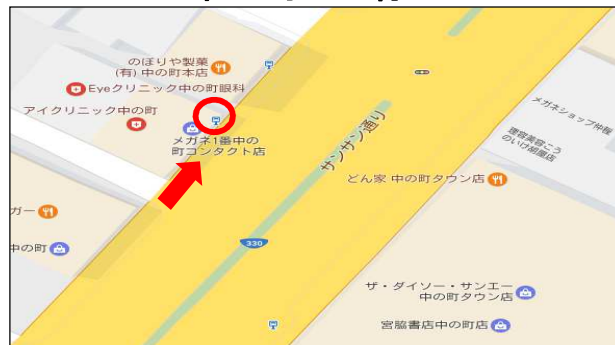 のぼりや製菓
(有) 中の町本店
Eyeクリニック中の町眼科
アイクリニック中の町
メガネ1番中の
町コンタクト店
サンサン通り
メガネショップ仲程
理容美容こう
のいけ胡屋店
どん家 中の町タウン店
ガー
中の町
330
ザ・ダイソー・サンエー
中の町タウン店
宮脇書店中の町店